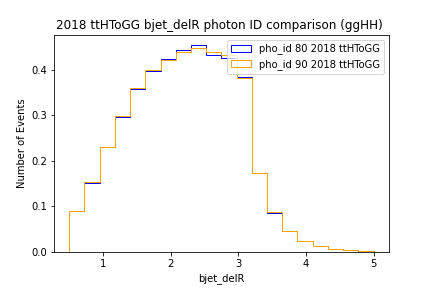 2018 ttHToGG bjet_delR photon ID comparison (ggHH)
pho_id 80 2018 ttHToGG
pho_id 90 2018 ttHToGG
Number of Events
0.4
0.3
0.2
0.1
0.0
1 2 3 4 5
bjet_delR